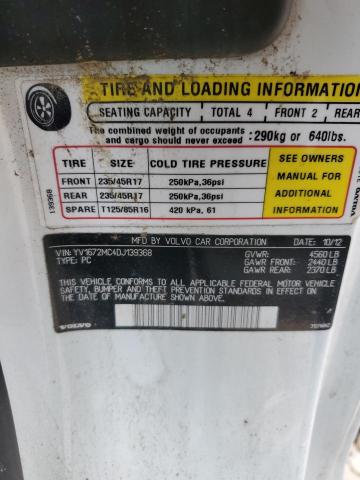 TIRE AND LOADING INFORMATION
SEATING CAPACITY TOTAL 4 FRONT 2 REAR
The combined weight of occupants and cargo should never exceed : 290kg or 640lbs.
TIRE SIZE COLD TIRE PRESSURE
FRONT 235/45R17 250kPa,36psi
REAR 235/45R17 250kPa,36psi
SPARE T125/85R16 420 kPa, 61
SEE OWNERS
MANUAL FOR
ADDITIONAL
INFORMATION
139368
MFD BY VOLVO CAR CORPORATION DATE: 10/12
VIN: YV1672MC4DJ139368 GVWR: 4560 LB
TYPE: PC GAWR FRONT: 2440 LB
GAWR REAR: 2370 LB
THIS VEHICLE CONFORMS TO ALL APPLICABLE FEDERAL MOTOR VEHICLE
SAFETY, BUMPER, AND THEFT PREVENTION STANDARDS IN EFFECT
ON THE DATE OF MANUFACTURE SHOWN ABOVE.
VOLVO